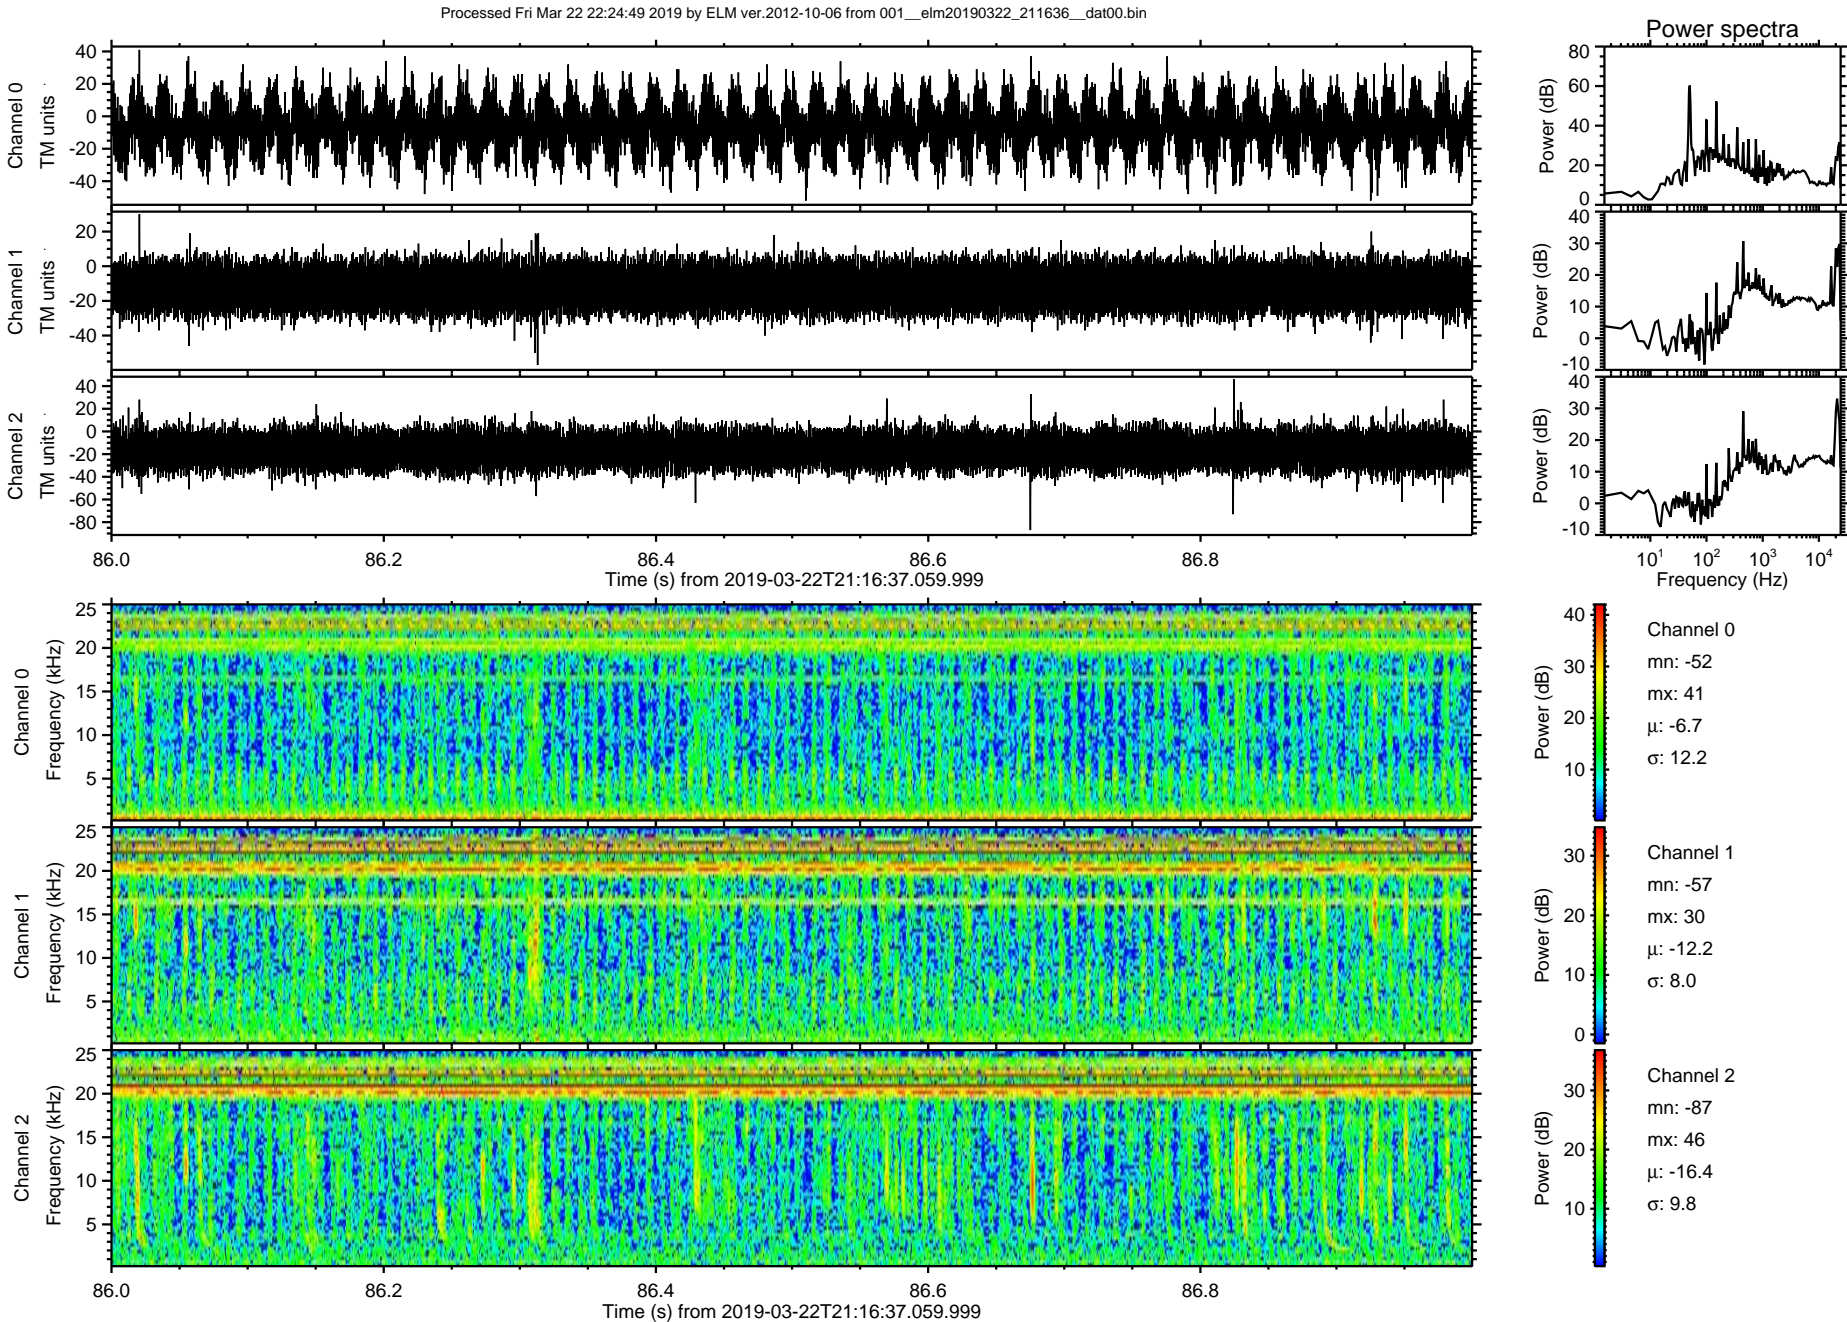 Processed Fri Mar 22 22:24:49 2019 by ELM ver.2012-10-06 from 001__elm20190322_211636__dat00.bin
Power spectra
Channel 0
TM units
40
20
0
-20
-40
Power (dB)
80
60
40
20
0
Channel 1
TM units
20
0
-20
-40
Power (dB)
40
30
20
10
0
-10
Channel 2
TM units
40
20
0
-20
-40
-60
-80
Power (dB)
40
30
20
10
0
-10
86.0 86.2 86.4 86.6 86.8
Time (s) from 2019-03-22T21:16:37.059.999
10¹ 10² 10³ 10⁴
Frequency (Hz)
Channel 0
Frequency (kHz)
25
20
15
10
5
Power (dB)
40
30
20
10
Channel 0
mn: -52
mx: 41
μ: -6.7
σ: 12.2
Channel 1
Frequency (kHz)
25
20
15
10
5
Power (dB)
30
20
10
0
Channel 1
mn: -57
mx: 30
μ: -12.2
σ: 8.0
Channel 2
Frequency (kHz)
25
20
15
10
5
Power (dB)
30
20
10
Channel 2
mn: -87
mx: 46
μ: -16.4
σ: 9.8
86.0 86.2 86.4 86.6 86.8
Time (s) from 2019-03-22T21:16:37.059.999